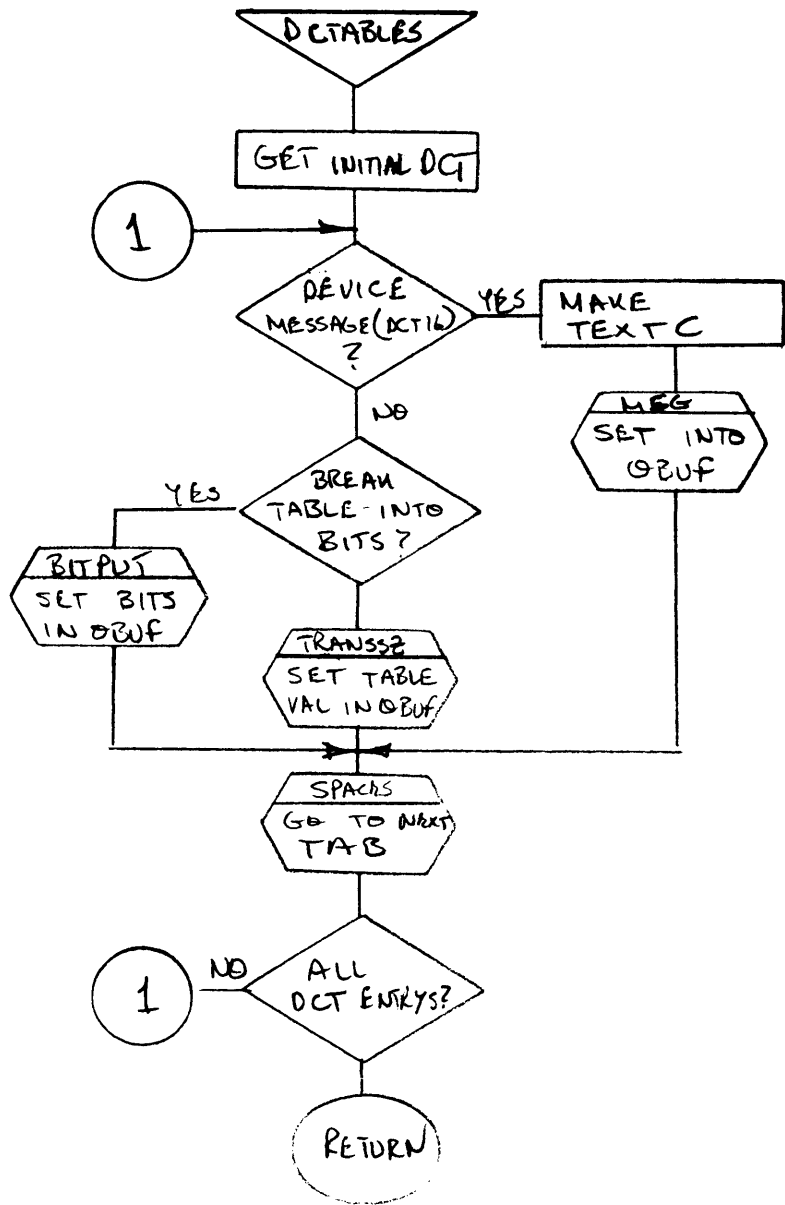 DCTABLES
GET INITIAL DCT
1
DEVICE
MESSAGE(DCT16)
?
YES
MAKE
TEXTC
NO
MSG
SET INTO
OBUF
BREAK
TABLE INTO
BITS?
YES
BITPUT
SET BITS
IN OBUF
TRANSSZ
SET TABLE
VAL IN OBUF
SPACES
GO TO NEXT
TAB
ALL
DCT ENTRYS?
NO
1
RETURN